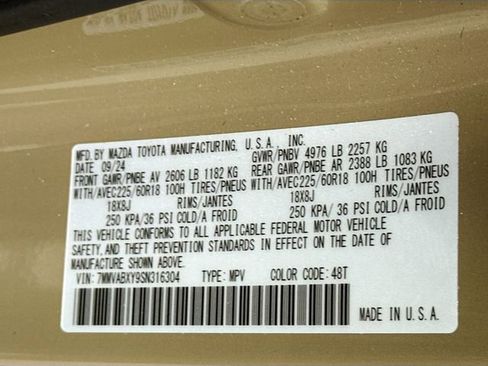 MFD. BY MAZDA TOYOTA MANUFACTURING, U.S.A., INC.
DATE 09/24 GVWR/PNBV 4976 LB 2257 KG
FRONT GAWR/PNBE AV 2606 LB 1182 KG REAR GAWR/PNBE AR 2388 LB 1083 KG
WITH/AVEC225/60R18 100H TIRES/PNEUS WITH/AVEC225/60R18 100H TIRES/PNEUS
18X8J RIMS/JANTES 18X8J RIMS/JANTES
250 KPA/36 PSI COLD/A FROID 250 KPA/ 36 PSI COLD/A FROID
THIS VEHICLE CONFORMS TO ALL APPLICABLE FEDERAL MOTOR VEHICLE
SAFETY, AND THEFT PREVENTION STANDARDS IN EFFECT ON THE DATE OF
MANUFACTURE SHOWN ABOVE.
VIN: 7MMVABXY9SN316304 TYPE: MPV COLOR CODE: 48T
MADE IN U.S.A.